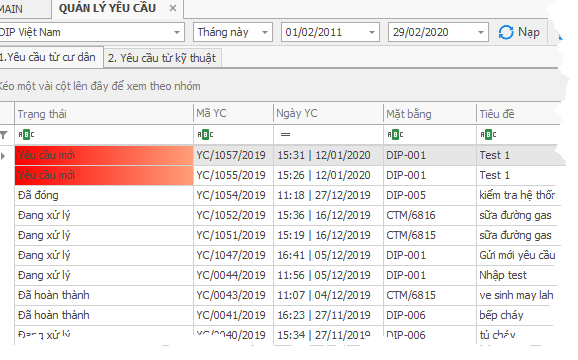 MAIN QUẢN LÝ YÊU CẦU ×
DIP Việt Nam Tháng này 01/02/2011 29/02/2020 Nạp
1.Yêu cầu từ cư dân 2. Yêu cầu từ kỹ thuật
Kéo một vài cột lên đây để xem theo nhóm
Trạng thái Mã YC Ngày YC Mặt bằng Tiêu đề
ABC ABC = ABC ABC
Yêu cầu mới YC/1057/2019 15:31 | 12/01/2020 DIP-001 Test 1
Yêu cầu mới YC/1055/2019 15:26 | 12/01/2020 DIP-001 Test 1
Đã đóng YC/1054/2019 11:18 | 27/12/2019 DIP-005 kiểm tra hệ thốn
Đang xử lý YC/1052/2019 15:36 | 16/12/2019 CTM/6816 sữa đường gas
Đang xử lý YC/1051/2019 15:19 | 16/12/2019 CTM/6815 sữa đường gas
Đang xử lý YC/1047/2019 16:41 | 05/12/2019 DIP-001 Gửi mới yêu cầu
Đang xử lý YC/0044/2019 11:56 | 05/12/2019 DIP-001 Nhập test
Đã hoàn thành YC/0043/2019 11:07 | 04/12/2019 CTM/6815 ve sinh may lah
Đã hoàn thành YC/0041/2019 16:23 | 27/11/2019 DIP-006 bếp cháy
Đang xử lý YC/0040/2019 15:34 | 27/11/2019 DIP-006 tủ cháy